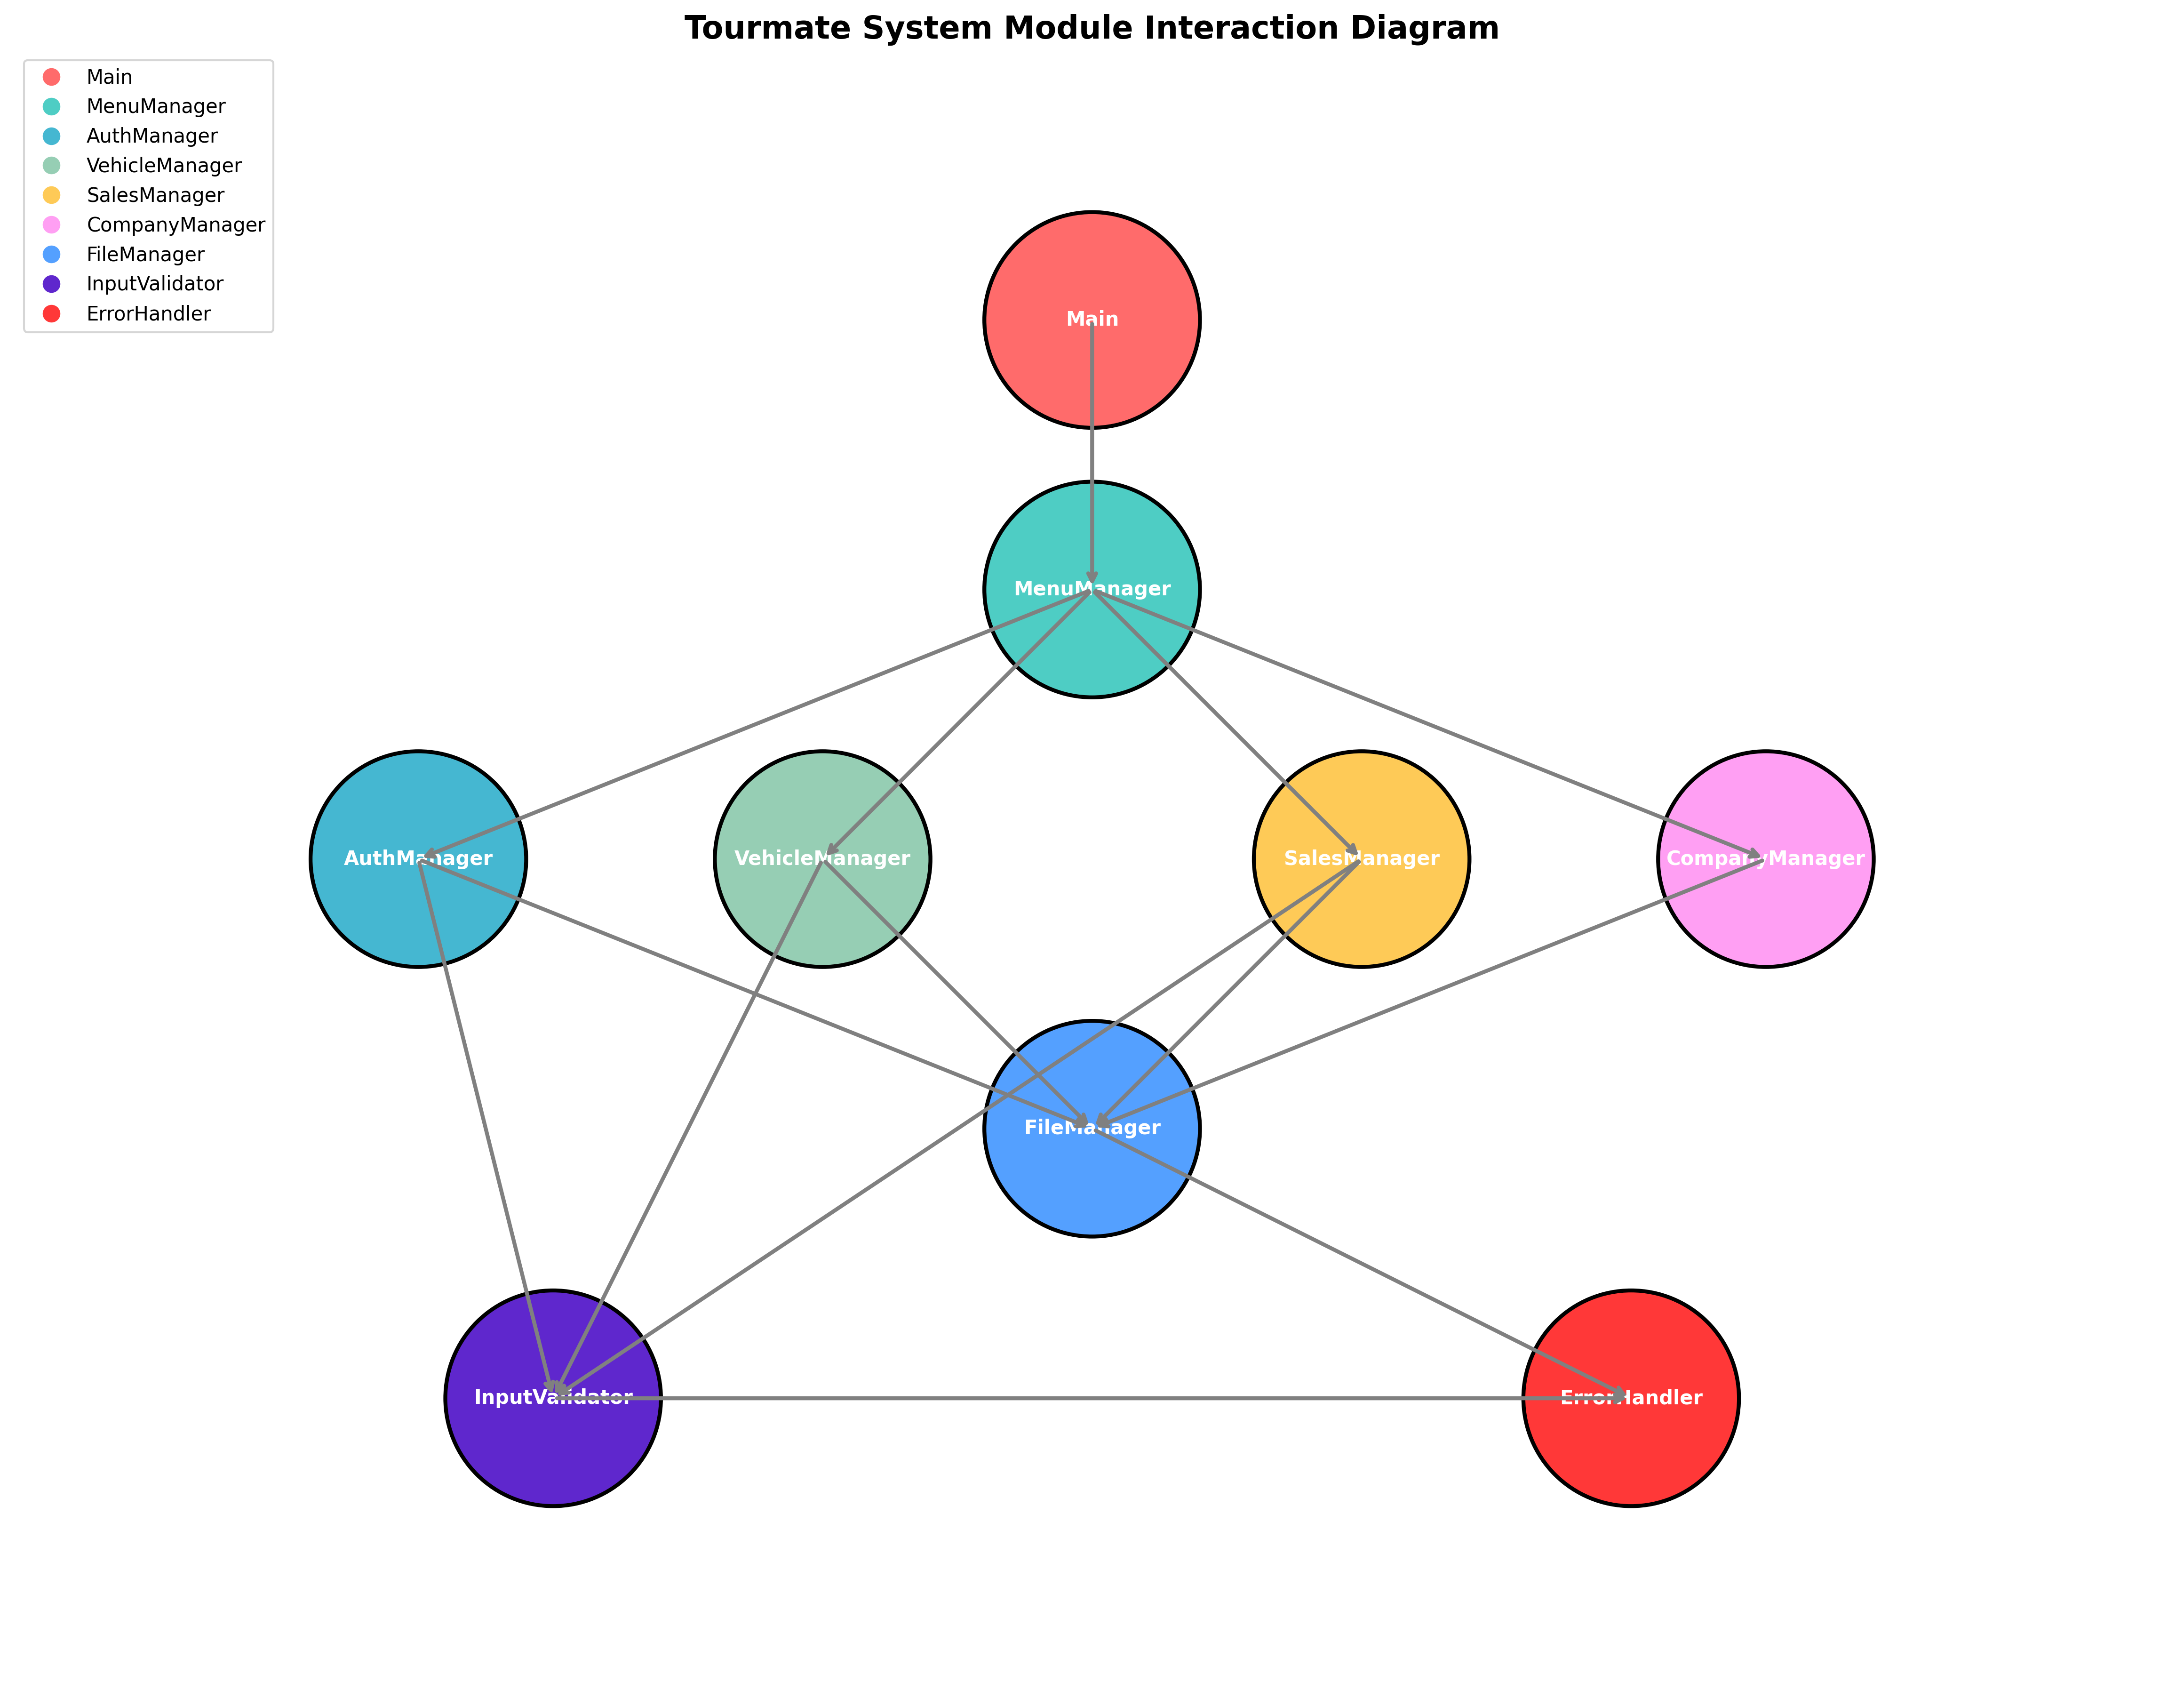 Tourmate System Module Interaction Diagram
Main
MenuManager
AuthManager
VehicleManager
SalesManager
CompanyManager
FileManager
InputValidator
ErrorHandler
Main
MenuManager
AuthManager
VehicleManager
SalesManager
CompanyManager
FileManager
InputValidator
ErrorHandler